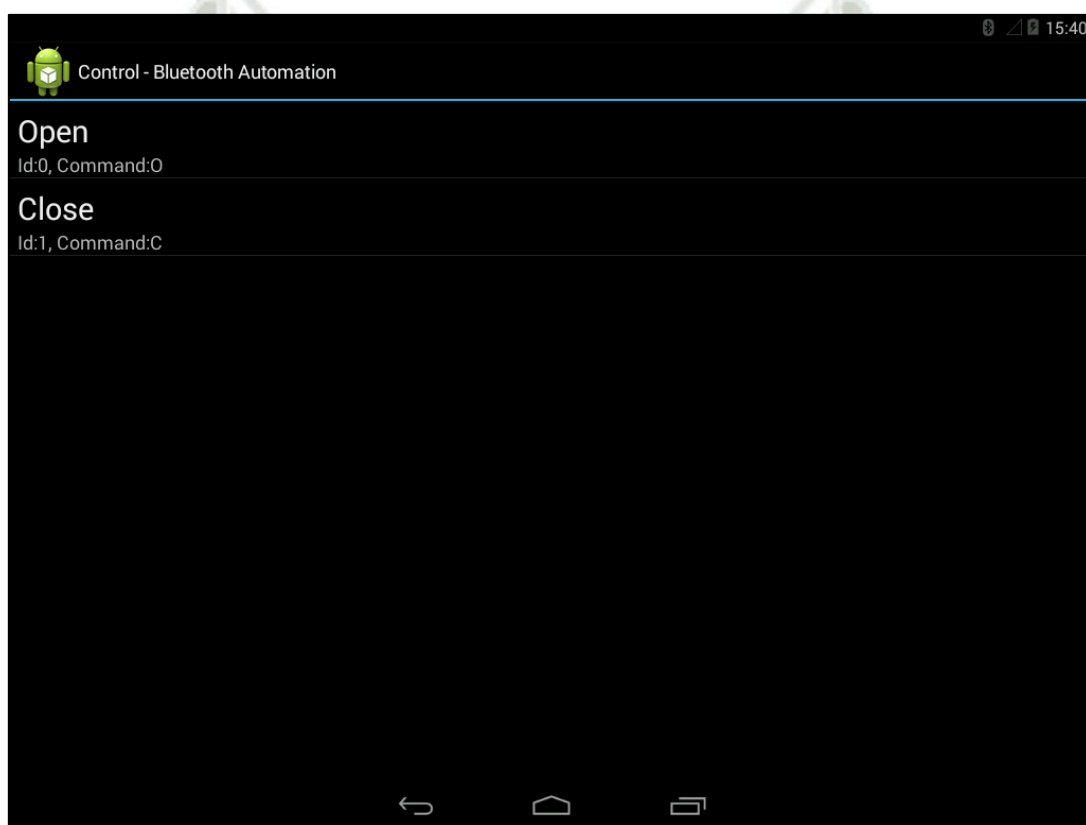 15:40
Control - Bluetooth Automation
Open
Id:0, Command:O
Close
Id:1, Command:C